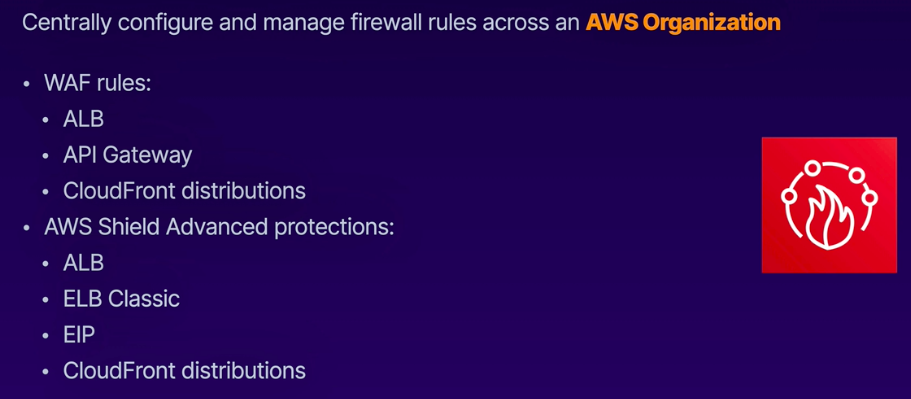 Centrally configure and manage firewall rules across an AWS Organization
• WAF rules:
• ALB
• API Gateway
• CloudFront distributions
• AWS Shield Advanced protections:
• ALB
• ELB Classic
• EIP
• CloudFront distributions